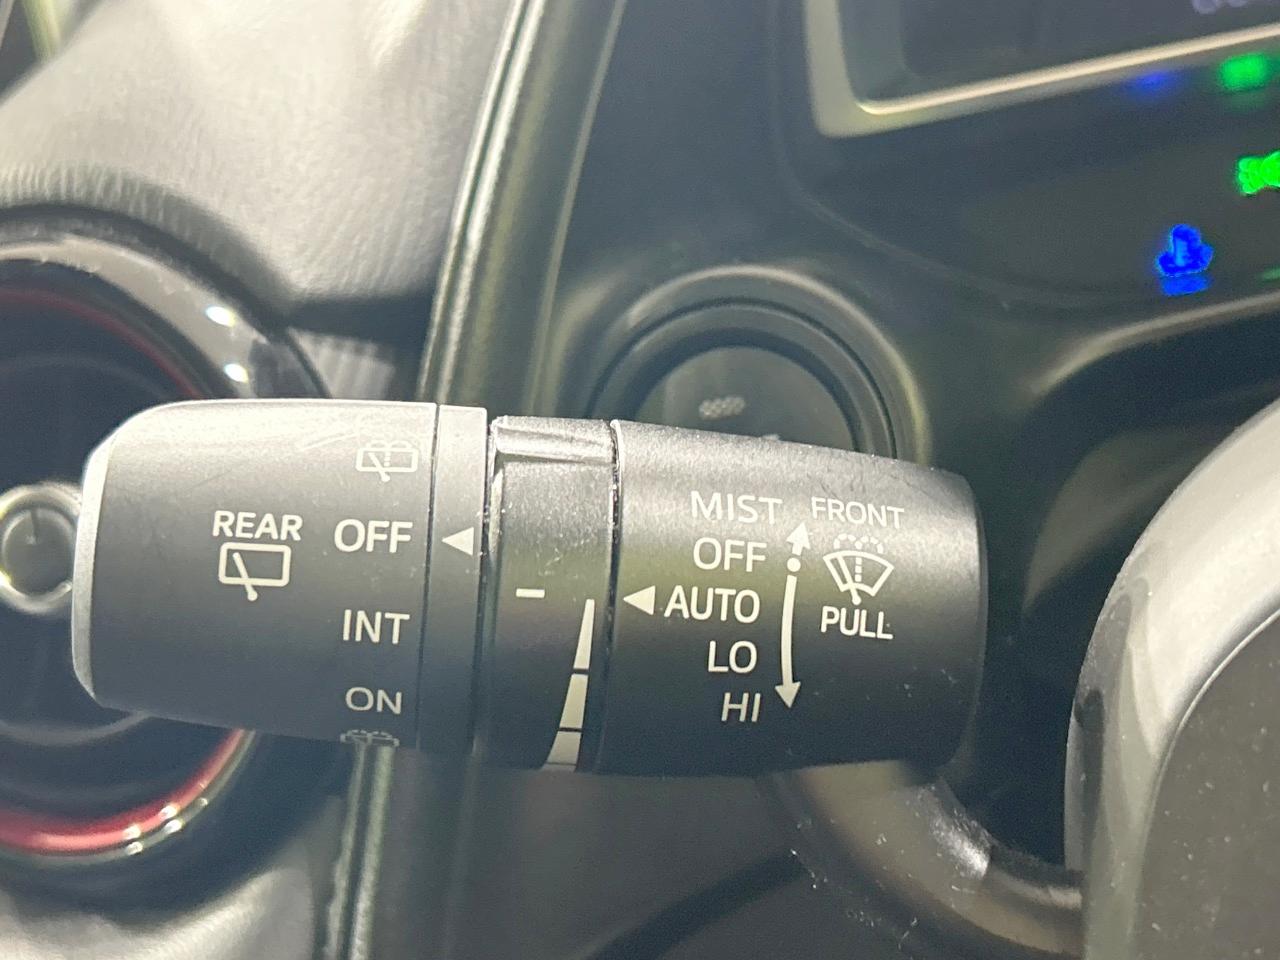 REAR
OFF
INT
ON
MIST
OFF
AUTO
LO
HI
FRONT
PULL